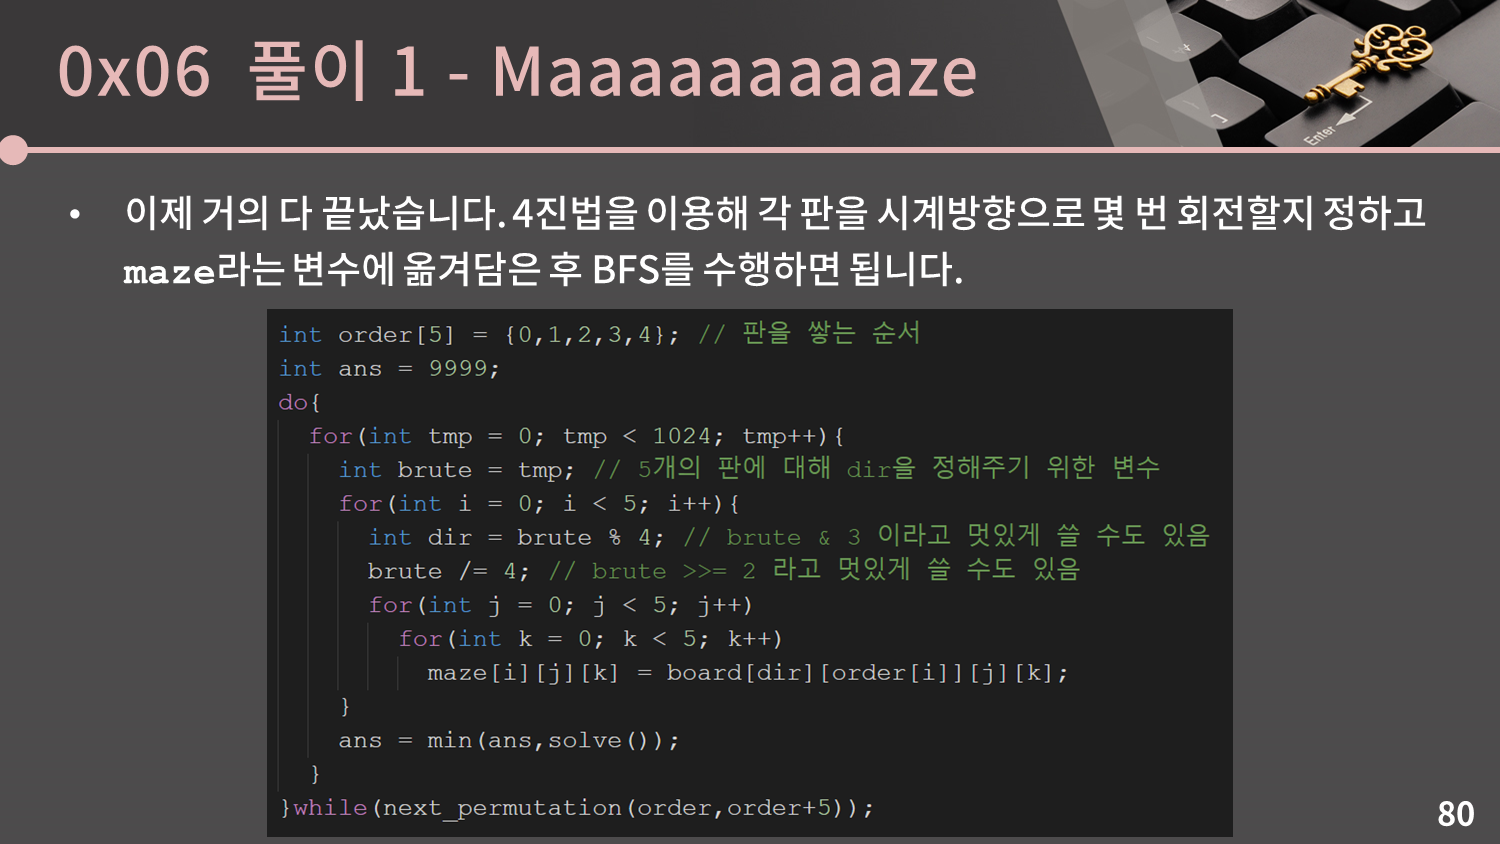 0x06 풀이 1 - Maaaaaaaaaze
이제 거의 다 끝났습니다. 4진법을 이용해 각 판을 시계방향으로 몇 번 회전할지 정하고
maze라는 변수에 옮겨담은 후 BFS를 수행하면 됩니다.
int order[5] = {0,1,2,3,4}; // 판을 쌓는 순서
int ans = 9999;
do{
for(int tmp = 0; tmp < 1024; tmp++){
int brute = tmp; // 5개의 판에 대해 dir을 정해주기 위한 변수
for(int i = 0; i < 5; i++){
int dir = brute % 4; // brute & 3 이라고 멋있게 쓸 수도 있음
brute /= 4; // brute >>= 2 라고 멋있게 쓸 수도 있음
for(int j = 0; j < 5; j++)
for(int k = 0; k < 5; k++)
maze[i][j][k] = board[dir][order[i]][j][k];
}
ans = min(ans,solve());
}
}while(next_permutation(order,order+5));
Enter
80